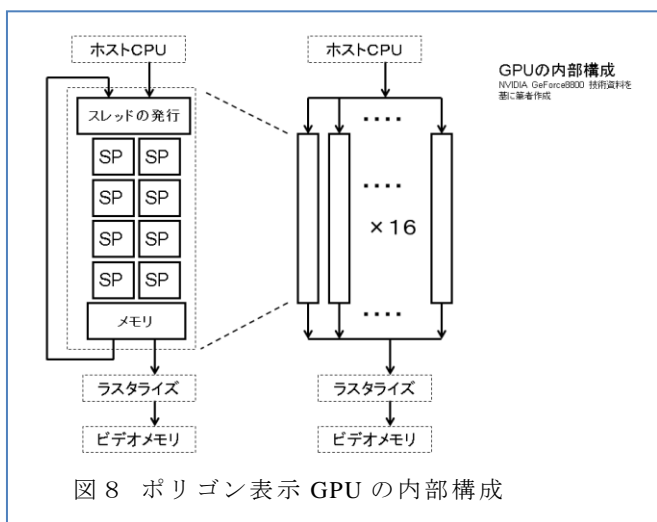 ホストCPU
スレッドの発行
SP SP
SP SP
SP SP
SP SP
メモリ
ラスタライズ
ビデオメモリ
ホストCPU
‥‥
‥‥
×16
‥‥
ラスタライズ
ビデオメモリ
GPUの内部構成
NVIDIA GeForce8800 技術資料を
基に筆者作成
図8 ポリゴン表示 GPU の内部構成